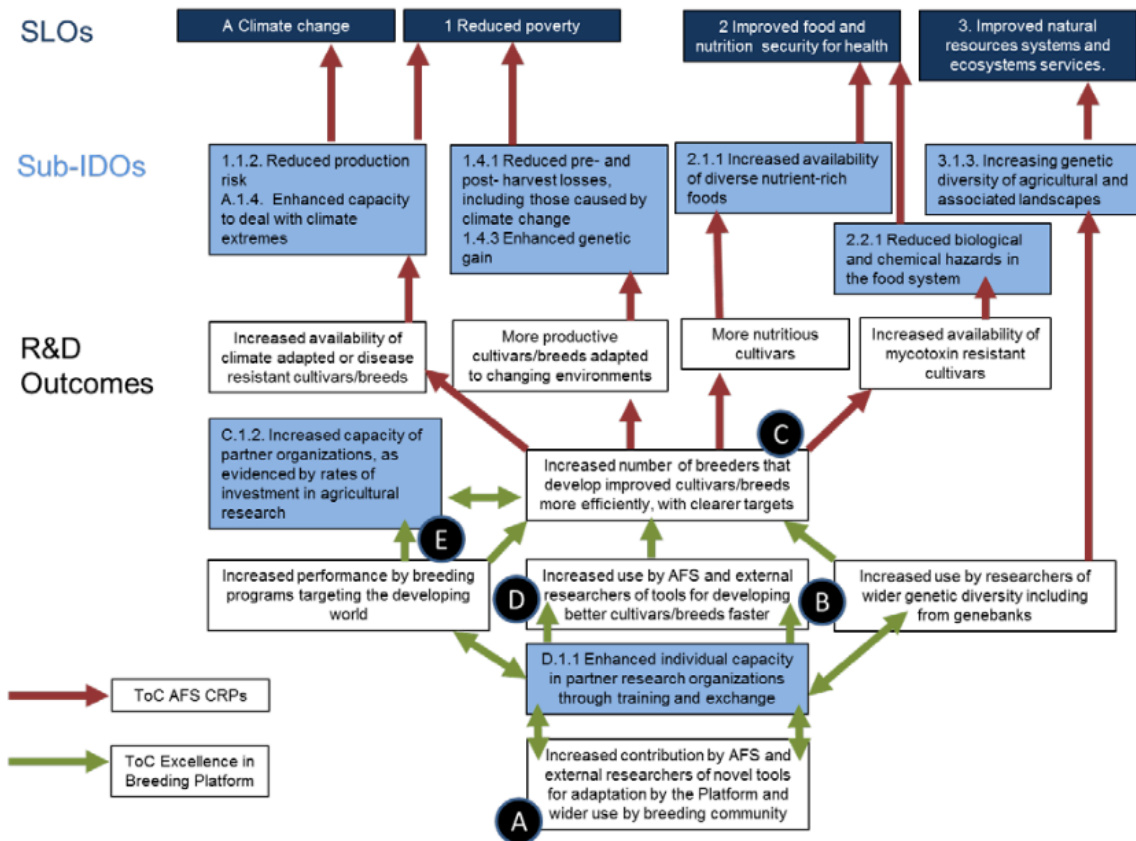 SLOs
A Climate change
1 Reduced poverty
2 Improved food and
nutrition security for health
3. Improved natural
resources systems and
ecosystems services.
Sub-IDOs
1.1.2. Reduced production
risk
A.1.4. Enhanced capacity
to deal with climate
extremes
1.4.1 Reduced pre- and
post- harvest losses,
including those caused by
climate change
1.4.3 Enhanced genetic
gain
2.1.1 Increased availability
of diverse nutrient-rich
foods
3.1.3. Increasing genetic
diversity of agricultural and
associated landscapes
2.2.1 Reduced biological
and chemical hazards in
the food system
R&D
Outcomes
Increased availability of
climate adapted or disease
resistant cultivars/breeds
More productive
cultivars/breeds adapted
to changing environments
More nutritious
cultivars
Increased availability of
mycotoxin resistant
cultivars
C.1.2. Increased capacity of
partner organizations, as
evidenced by rates of
investment in agricultural
research
C
Increased number of breeders that
develop improved cultivars/breeds
more efficiently, with clearer targets
E
Increased performance by breeding
programs targeting the developing
world
D
Increased use by AFS and external
researchers of tools for developing
better cultivars/breeds faster
B
Increased use by researchers of
wider genetic diversity including
from genebanks
D.1.1 Enhanced individual capacity
in partner research organizations
through training and exchange
ToC AFS CRPs
ToC Excellence in
Breeding Platform
Increased contribution by AFS and
external researchers of novel tools
for adaptation by the Platform and
wider use by breeding community
A